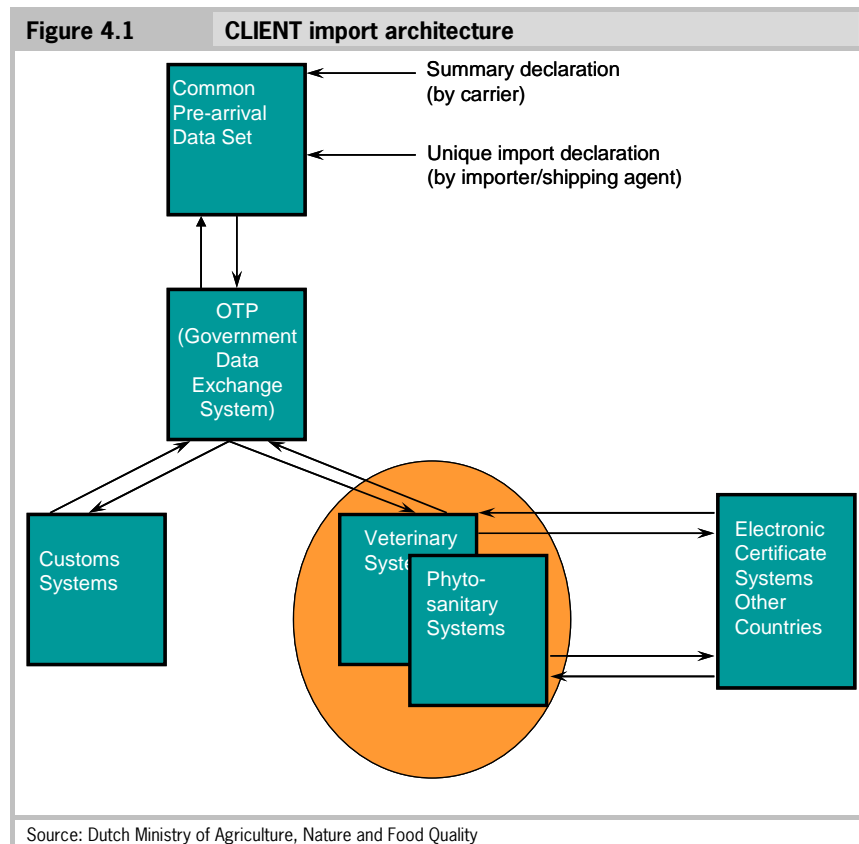 Figure 4.1 CLIENT import architecture
Common
Pre-arrival
Data Set
Summary declaration
(by carrier)
Unique import declaration
(by importer/shipping agent)
OTP
(Government
Data
Exchange
System)
Customs
Systems
Veterinary
Syste
Phyto-
sanitary
Systems
Electronic
Certificate
Systems
Other
Countries
Source: Dutch Ministry of Agriculture, Nature and Food Quality